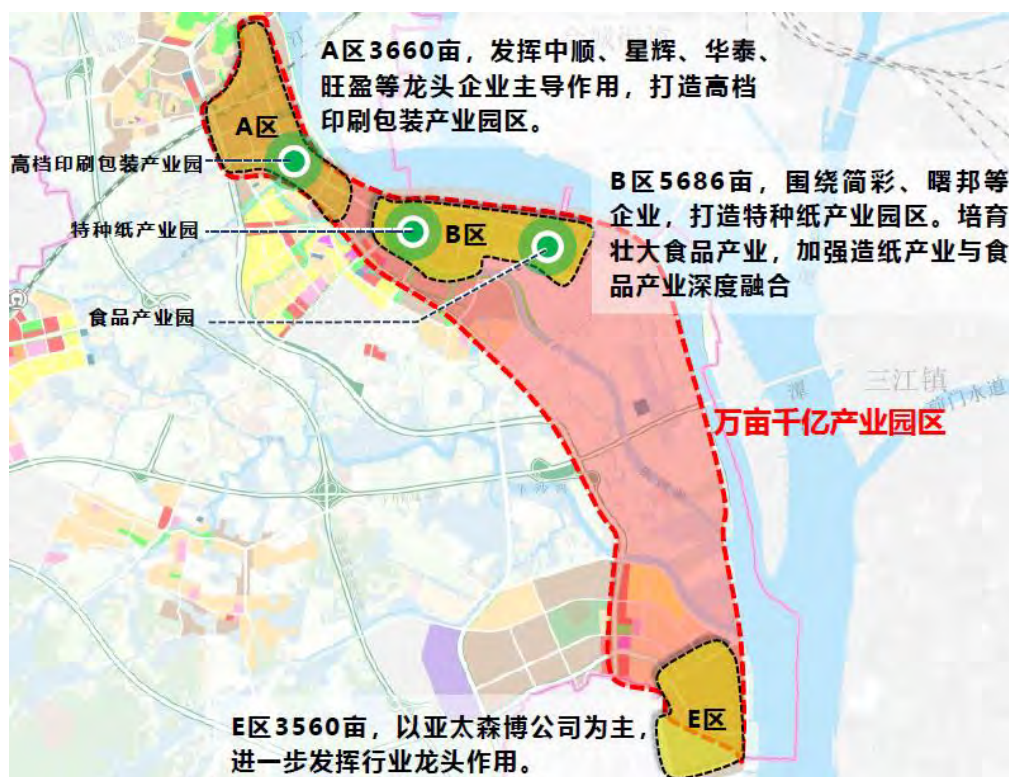 A区3660亩，发挥中顺、星辉、华泰、
旺盈等龙头企业主导作用，打造高档
印刷包装产业园区。
A区
高档印刷包装产业园
B区5686亩，围绕简彩、曙邦等
企业，打造特种纸产业园区。培育
壮大食品产业，加强造纸产业与食
品产业深度融合
特种纸产业园
B区
食品产业园
三江镇
潭
万亩千亿产业园区
E区
E区3560亩，以亚太森博公司为主，
进一步发挥行业龙头作用。